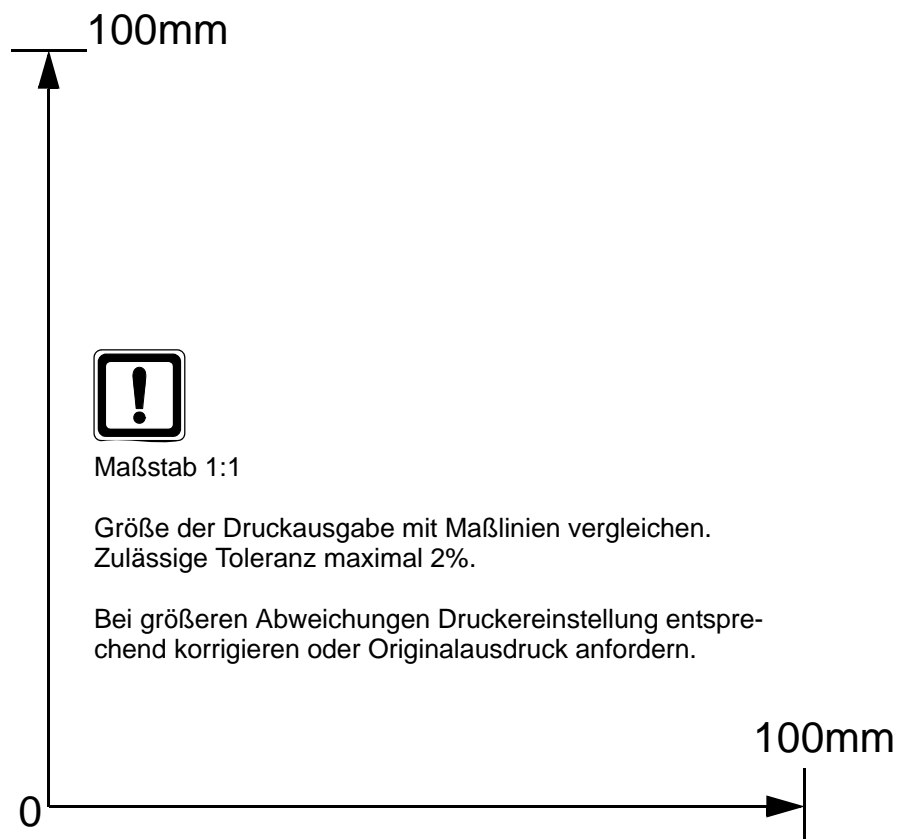 100mm
!
Maßstab 1:1
Größe der Druckausgabe mit Maßlinien vergleichen.
Zulässige Toleranz maximal 2%.
Bei größeren Abweichungen Druckereinstellung entspre-
chend korrigieren oder Originalausdruck anfordern.
100mm
0